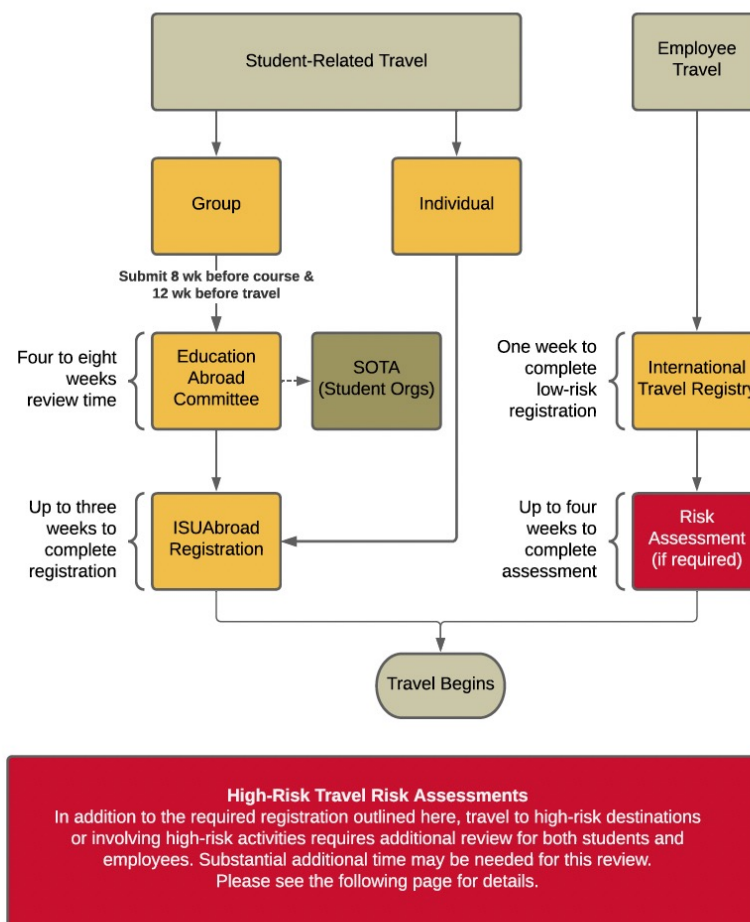 Student-Related Travel
Employee
Travel
Group
Individual
Submit 8 wk before course &
12 wk before travel
Four to eight
weeks
review time
Education
Abroad
Committee
SOTA
(Student Orgs)
One week to
complete
low-risk
registration
International
Travel Registry
Up to three
weeks to
complete
registration
ISUAbroad
Registration
Up to four
weeks to
complete
assessment
Risk
Assessment
(if required)
Travel Begins
High-Risk Travel Risk Assessments
In addition to the required registration outlined here, travel to high-risk destinations
or involving high-risk activities requires additional review for both students and
employees. Substantial additional time may be needed for this review.
Please see the following page for details.